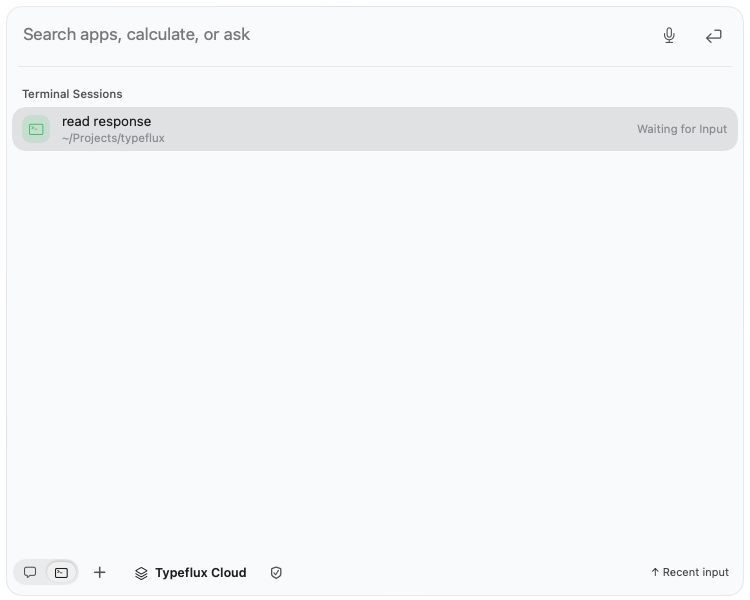 Search apps, calculate, or ask
Terminal Sessions
read response
~/Projects/typeflux
Waiting for Input
Typeflux Cloud
↑ Recent input